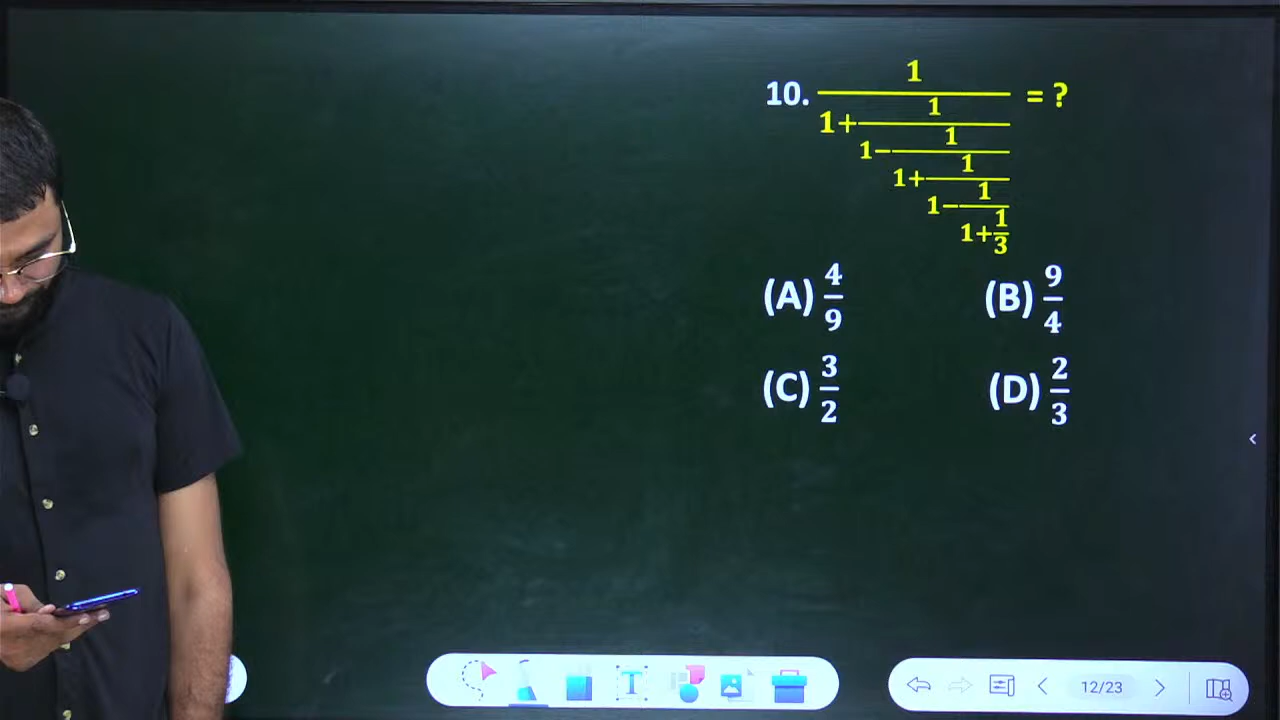 10. 1/(1+1/(1−1/(1+1/(1−1/(1+1/3))))) = ?
(A) 4/9 (B) 9/4
(C) 3/2 (D) 2/3
T
12/23